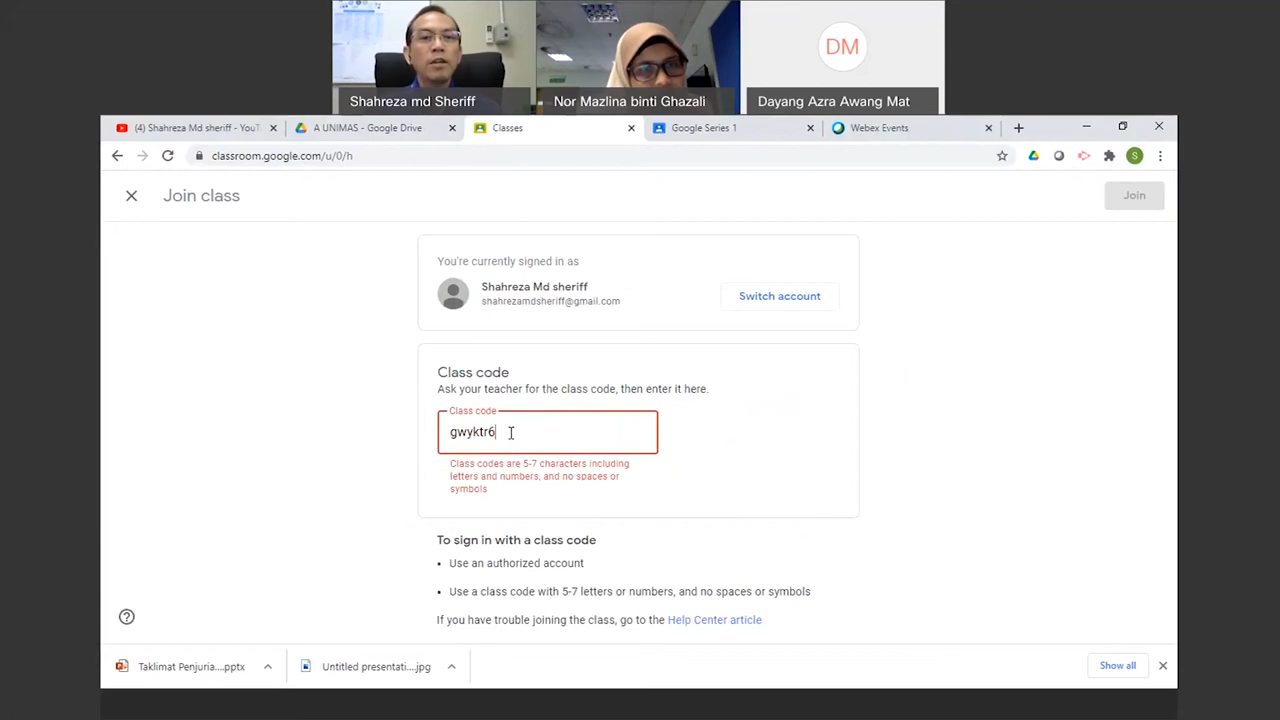 Shahreza md Sheriff
Nor Mazlina binti Ghazali
DM
Dayang Azra Awang Mat
(4) Shahreza Md sheriff - YouT
A UNIMAS - Google Drive
Classes
Google Series 1
Webex Events
classroom.google.com/u/0/h
S
Join class
Join
You're currently signed in as
Shahreza Md sheriff
shahrezamdsheriff@gmail.com
Switch account
Class code
Ask your teacher for the class code, then enter it here.
Class code
gwyktr6
Class codes are 5-7 characters including
letters and numbers, and no spaces or
symbols
To sign in with a class code
• Use an authorized account
• Use a class code with 5-7 letters or numbers, and no spaces or symbols
If you have trouble joining the class, go to the Help Center article
Taklimat Penjuria....pptx
Untitled presentati....jpg
Show all